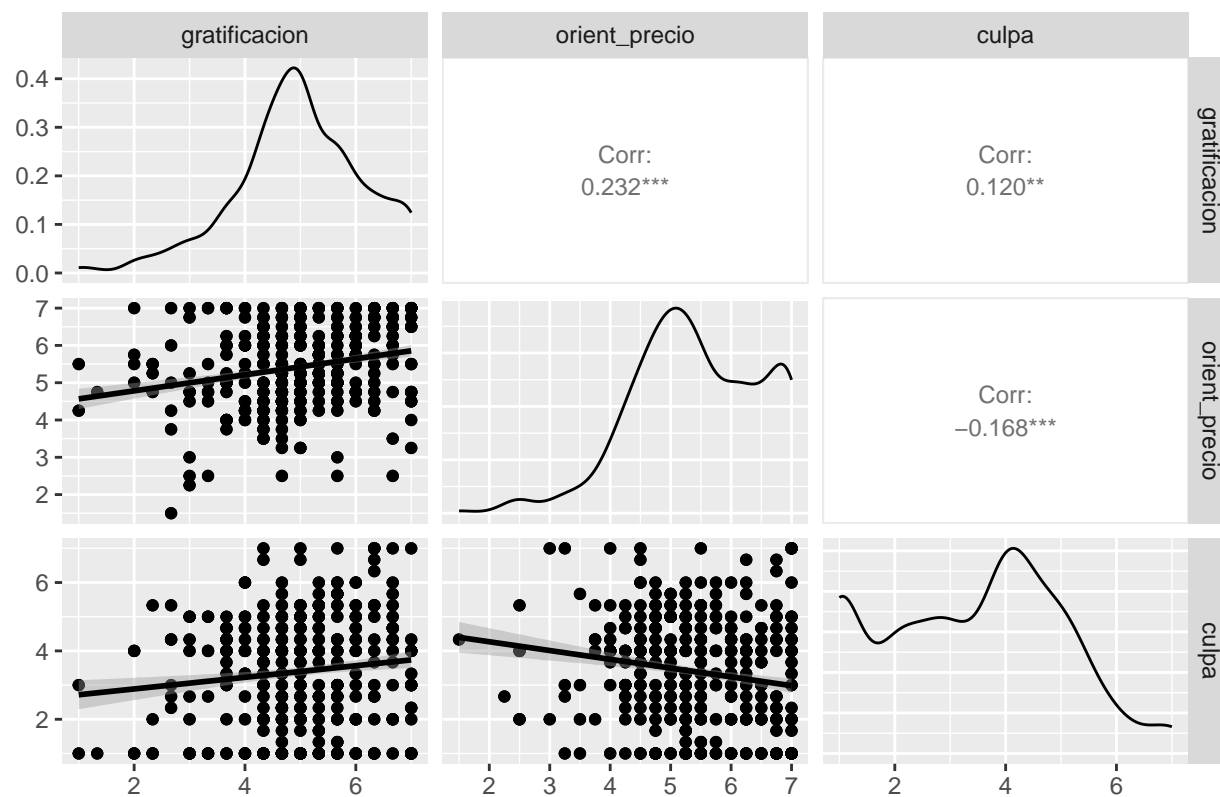 gratificacion
orient_precio
culpa
0.4
0.3
0.2
0.1
0.0
Corr:
0.232***
Corr:
0.120**
gratificacion
7
6
5
4
3
2
Corr:
−0.168***
orient_precio
6
4
2
culpa
2 4 6
2 3 4 5 6 7
2 4 6